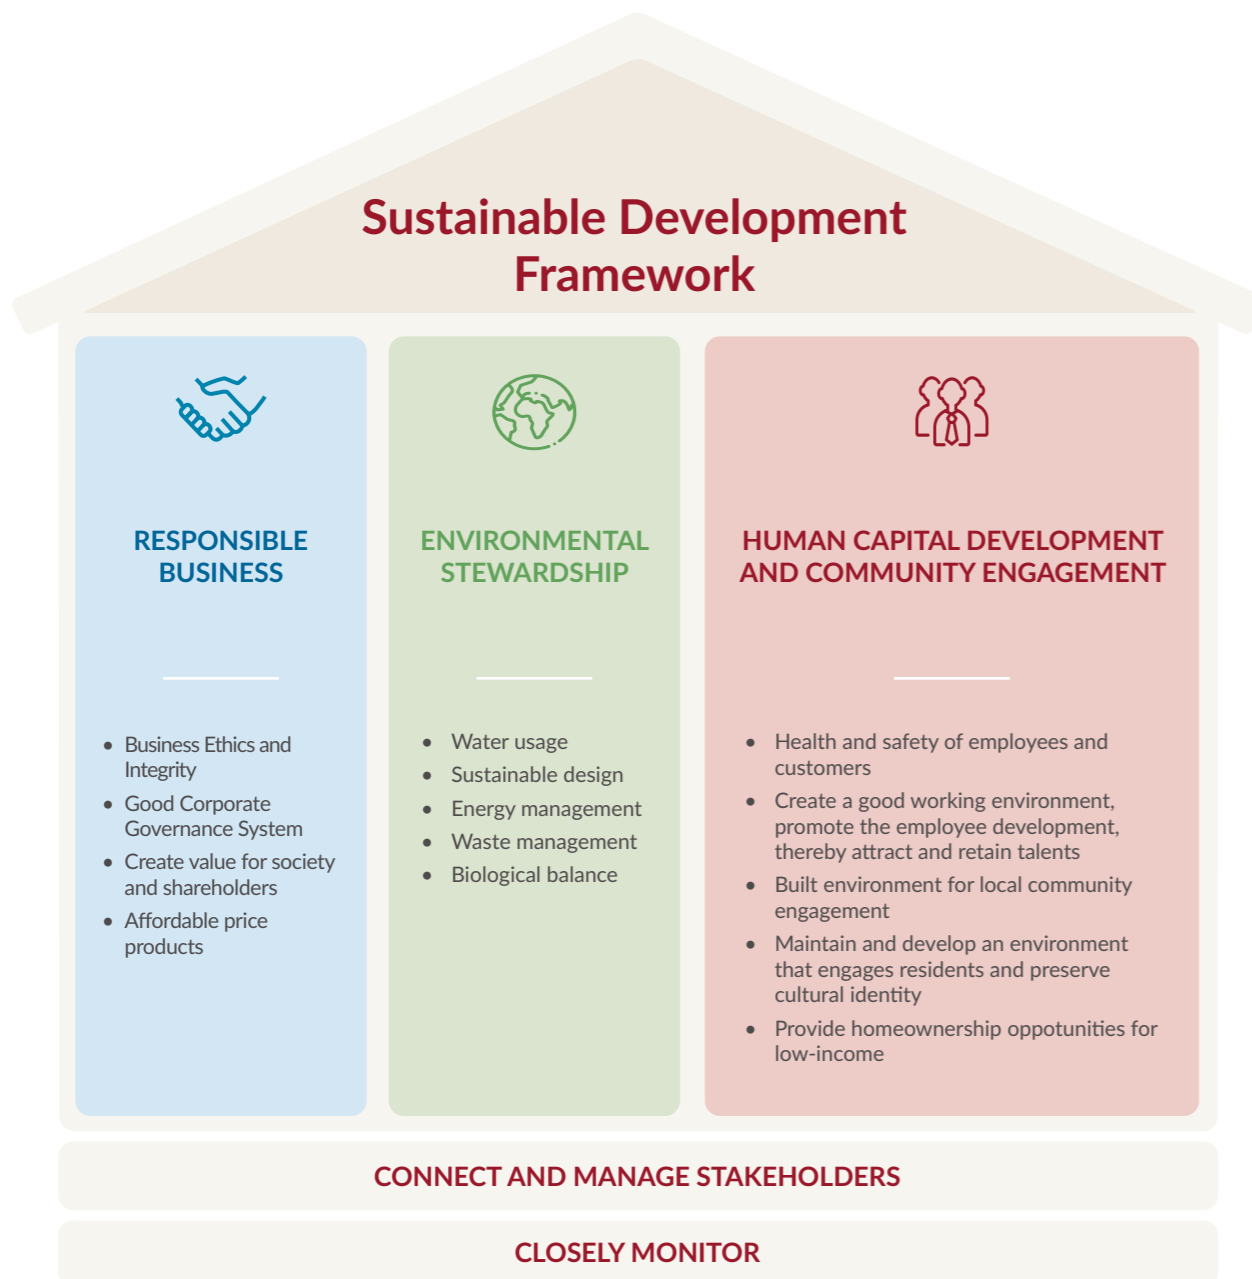 Sustainable Development
Framework
RESPONSIBLE
BUSINESS
• Business Ethics and
Integrity
• Good Corporate
Governance System
• Create value for society
and shareholders
• Affordable price
products
ENVIRONMENTAL
STEWARDSHIP
• Water usage
• Sustainable design
• Energy management
• Waste management
• Biological balance
HUMAN CAPITAL DEVELOPMENT
AND COMMUNITY ENGAGEMENT
• Health and safety of employees and
customers
• Create a good working environment,
promote the employee development,
thereby attract and retain talents
• Built environment for local community
engagement
• Maintain and develop an environment
that engages residents and preserve
cultural identity
• Provide homeownership oppotunities for
low-income
CONNECT AND MANAGE STAKEHOLDERS
CLOSELY MONITOR